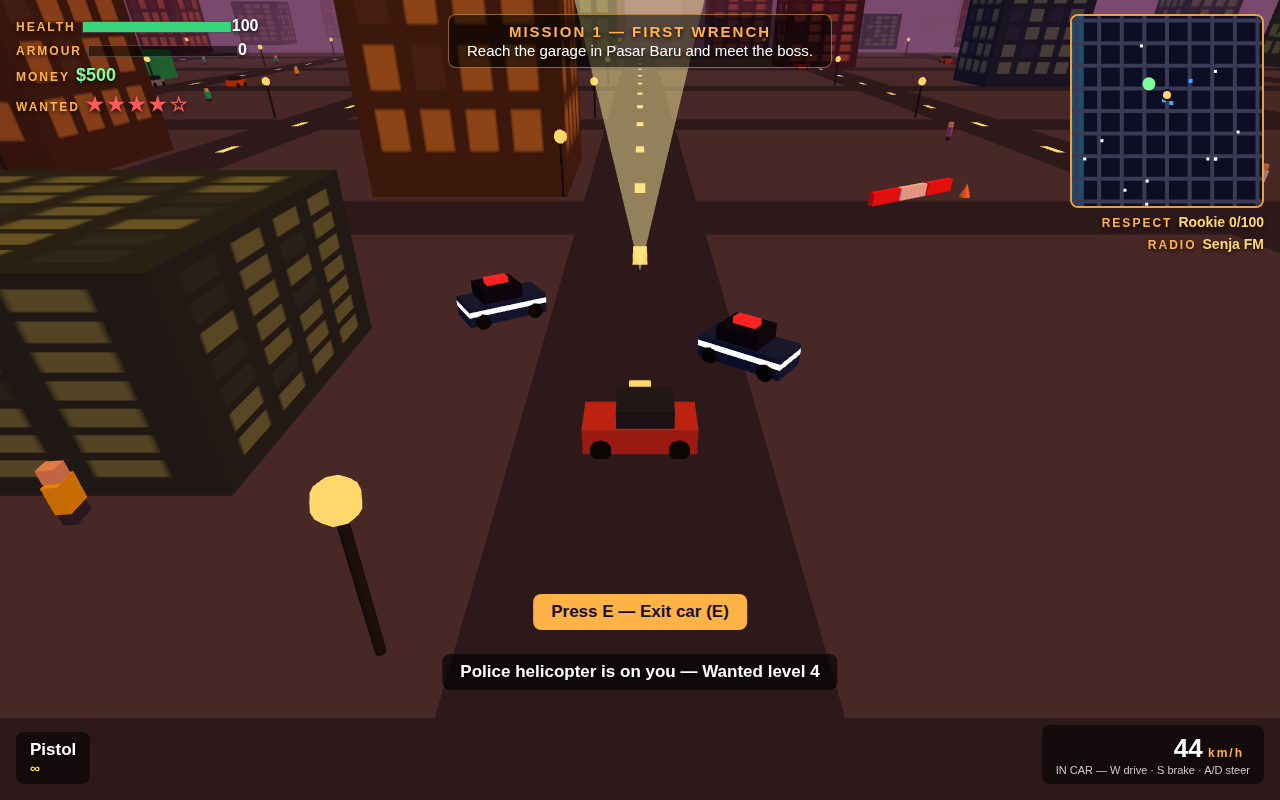 HEALTH 100
ARMOUR 0
MONEY $500
WANTED ★★★★☆
MISSION 1 — FIRST WRENCH
Reach the garage in Pasar Baru and meet the boss.
RESPECT Rookie 0/100
RADIO Senja FM
Press E — Exit car (E)
Police helicopter is on you — Wanted level 4
Pistol
∞
44 km/h
IN CAR — W drive · S brake · A/D steer